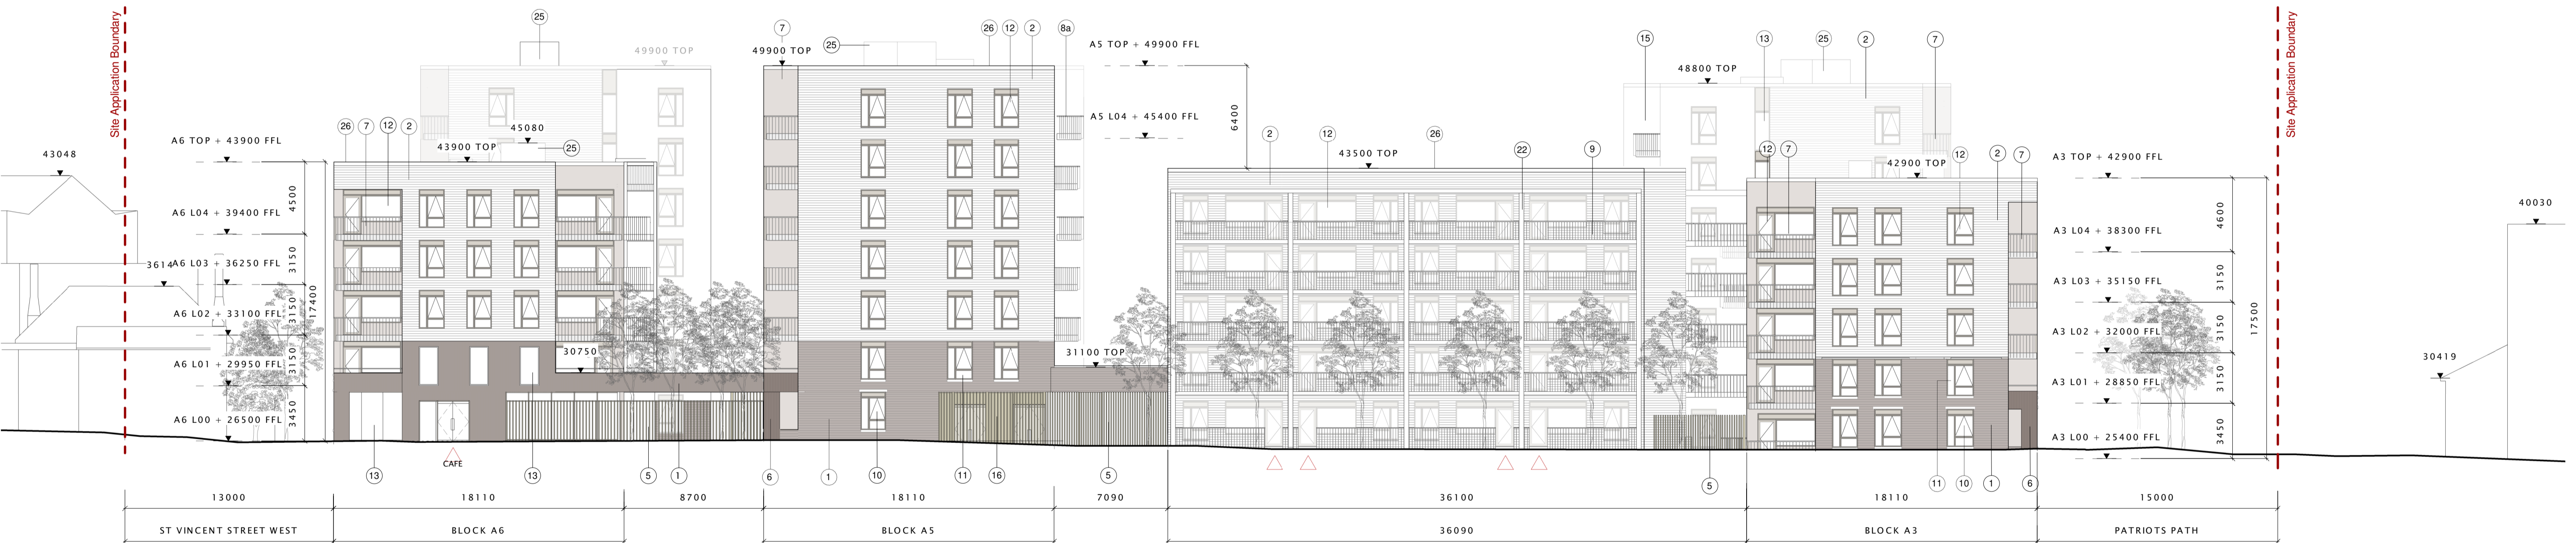 25
7
26
12
2
8a
49900 TOP
49900 TOP
25
A5 TOP + 49900 FFL
15
13
25
2
7
Site Application Boundary
Site Application Boundary
48800 TOP
A5 L04 + 45400 FFL
6400
26
7
12
2
45080
25
43900 TOP
A6 TOP + 43900 FFL
43048
2
12
26
22
9
43500 TOP
12
7
42900 TOP
12
2
7
A3 TOP + 42900 FFL
4500
A6 L04 + 39400 FFL
A6 L03 + 36250 FFL
3614
3150
A6 L02 + 33100 FFL
3150
17400
A6 L01 + 29950 FFL
3150
A6 L00 + 26500 FFL
3450
30750
31100 TOP
4600
A3 L04 + 38300 FFL
A3 L03 + 35150 FFL
3150
A3 L02 + 32000 FFL
3150
17500
A3 L01 + 28850 FFL
3150
A3 L00 + 25400 FFL
3450
40030
30419
CAFÉ
13
13
5
1
6
1
10
11
16
5
5
11
10
1
6
13000
18110
8700
18110
7090
36100
18110
15000
ST VINCENT STREET WEST
BLOCK A6
BLOCK A5
36090
BLOCK A3
PATRIOTS PATH